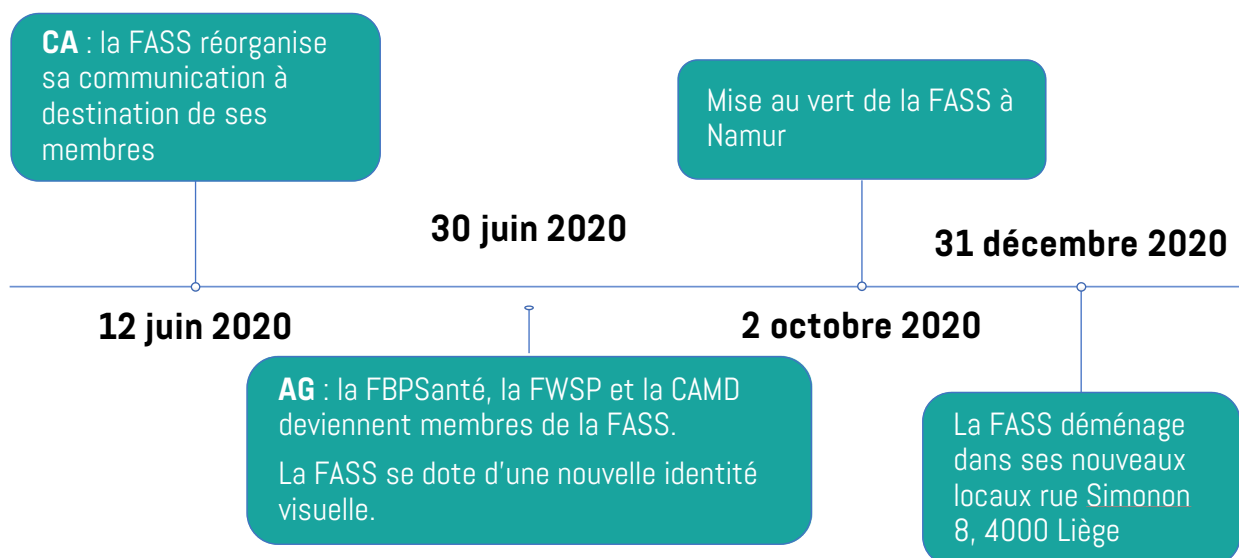 CA : la FASS réorganise
sa communication à
destination de ses
membres
Mise au vert de la FASS à
Namur
30 juin 2020
31 décembre 2020
12 juin 2020
2 octobre 2020
AG : la FBPSanté, la FWSP et la CAMD
deviennent membres de la FASS.
La FASS se dote d'une nouvelle identité
visuelle.
La FASS déménage
dans ses nouveaux
locaux rue Simonon
8, 4000 Liège